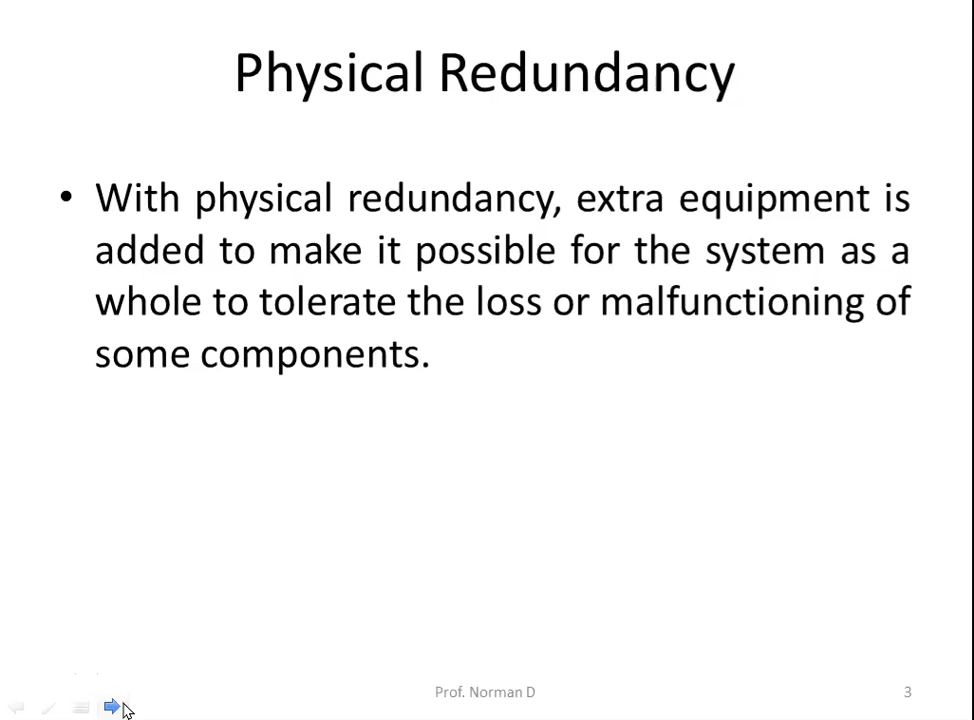 Physical Redundancy
• With physical redundancy, extra equipment is
added to make it possible for the system as a
whole to tolerate the loss or malfunctioning of
some components.
Prof. Norman D
3